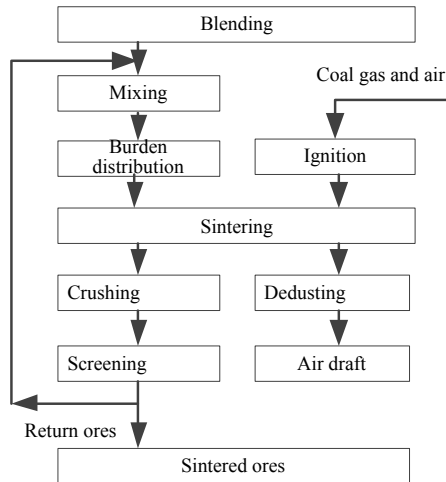 Blending
Coal gas and air
Mixing
Burden
distribution
Ignition
Sintering
Crushing
Dedusting
Screening
Air draft
Return ores
Sintered ores